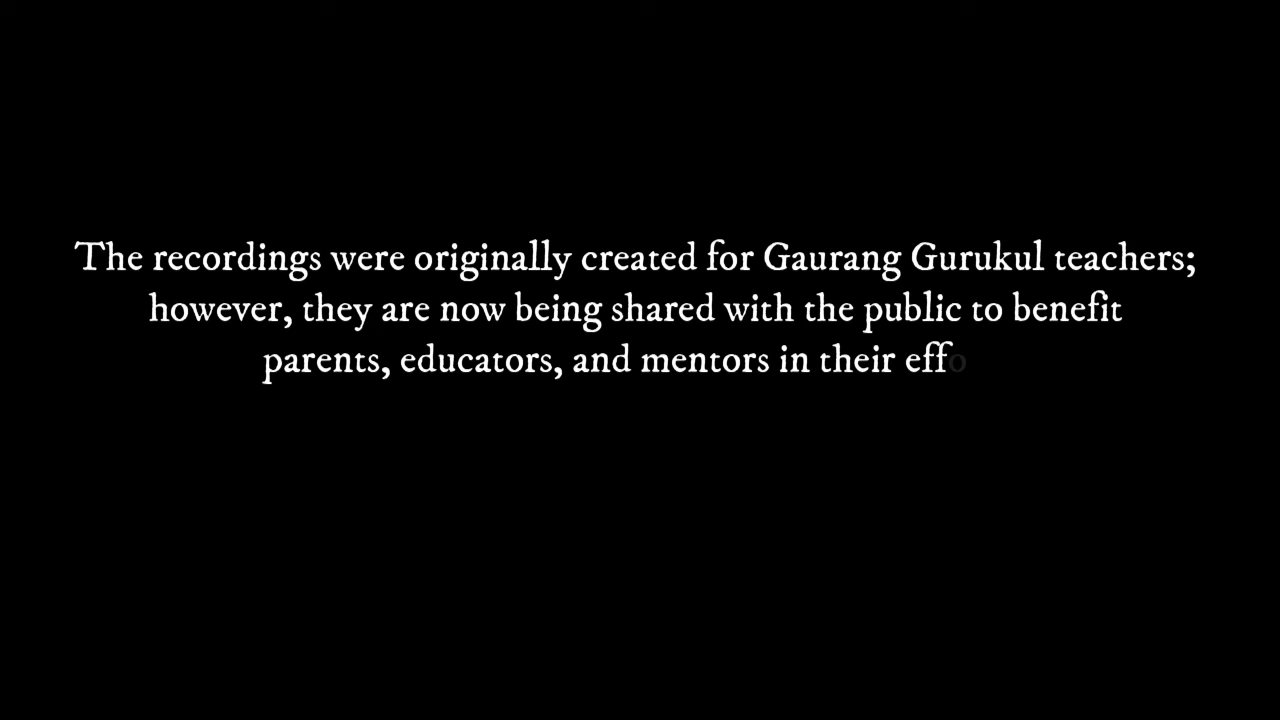 The recordings were originally created for Gaurang Gurukul teachers;
however, they are now being shared with the public to benefit
parents, educators, and mentors in their effo